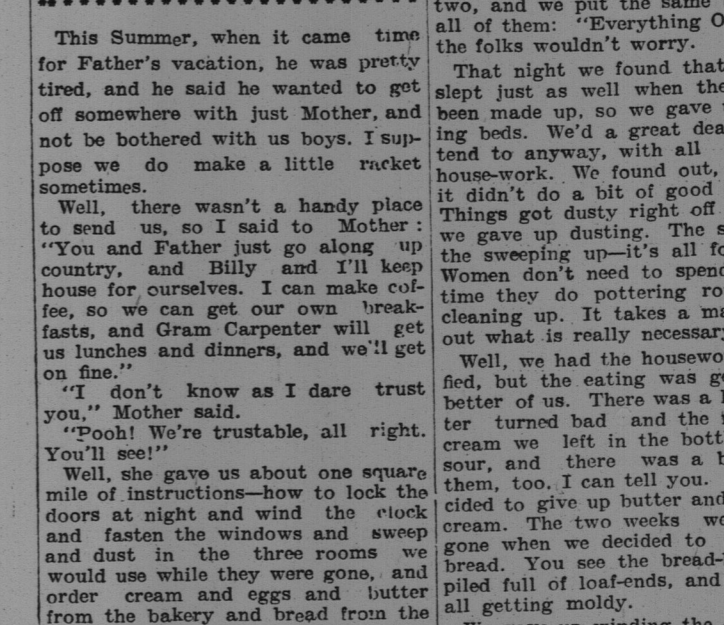 This Summer, when it came time
for Father's vacation, he was pretty
tired, and he said he wanted to get
off somewhere with just Mother, and
not be bothered with us boys. I sup-
pose we do make a little racket
sometimes.
Well, there wasn't a handy place
to send us, so I said to Mother:
"You and Father just go along up
country, and Billy and I'll keep
house for ourselves. I can make cof-
fee, so we can get our own break-
fasts, and Gram Carpenter will get
us lunches and dinners, and we'll get
on fine."
"I don't know as I dare trust
you," Mother said.
"Pooh! We're trustable, all right.
You'll see!"
Well, she gave us about one square
mile of instructions—how to lock the
doors at night and wind the clock
and fasten the windows and sweep
and dust in the three rooms we
would use while they were gone, and
order cream and eggs and butter
from the bakery and bread from the
two, and we put the same
all of them: "Everything
the folks wouldn't worry.
That night we found that
slept just as well when the
been made up, so we gave
ing beds. We'd a great
tend to anyway, with all
house-work. We found out,
it didn't do a bit of good
Things got dusty right off
we gave up dusting. The
the sweeping up—it's all
Women don't need to
time they do pottering
cleaning up. It takes a
out what is really
Well, we had the
fied, but the eating was
better of us. There was a
ter turned bad and the
cream we left in the
sour, and there was a
them, too, I can tell you.
cided to give up butter and
cream. The two weeks
gone when we decided to
bread. You see the
piled full of loaf-ends, and
all getting moldy.